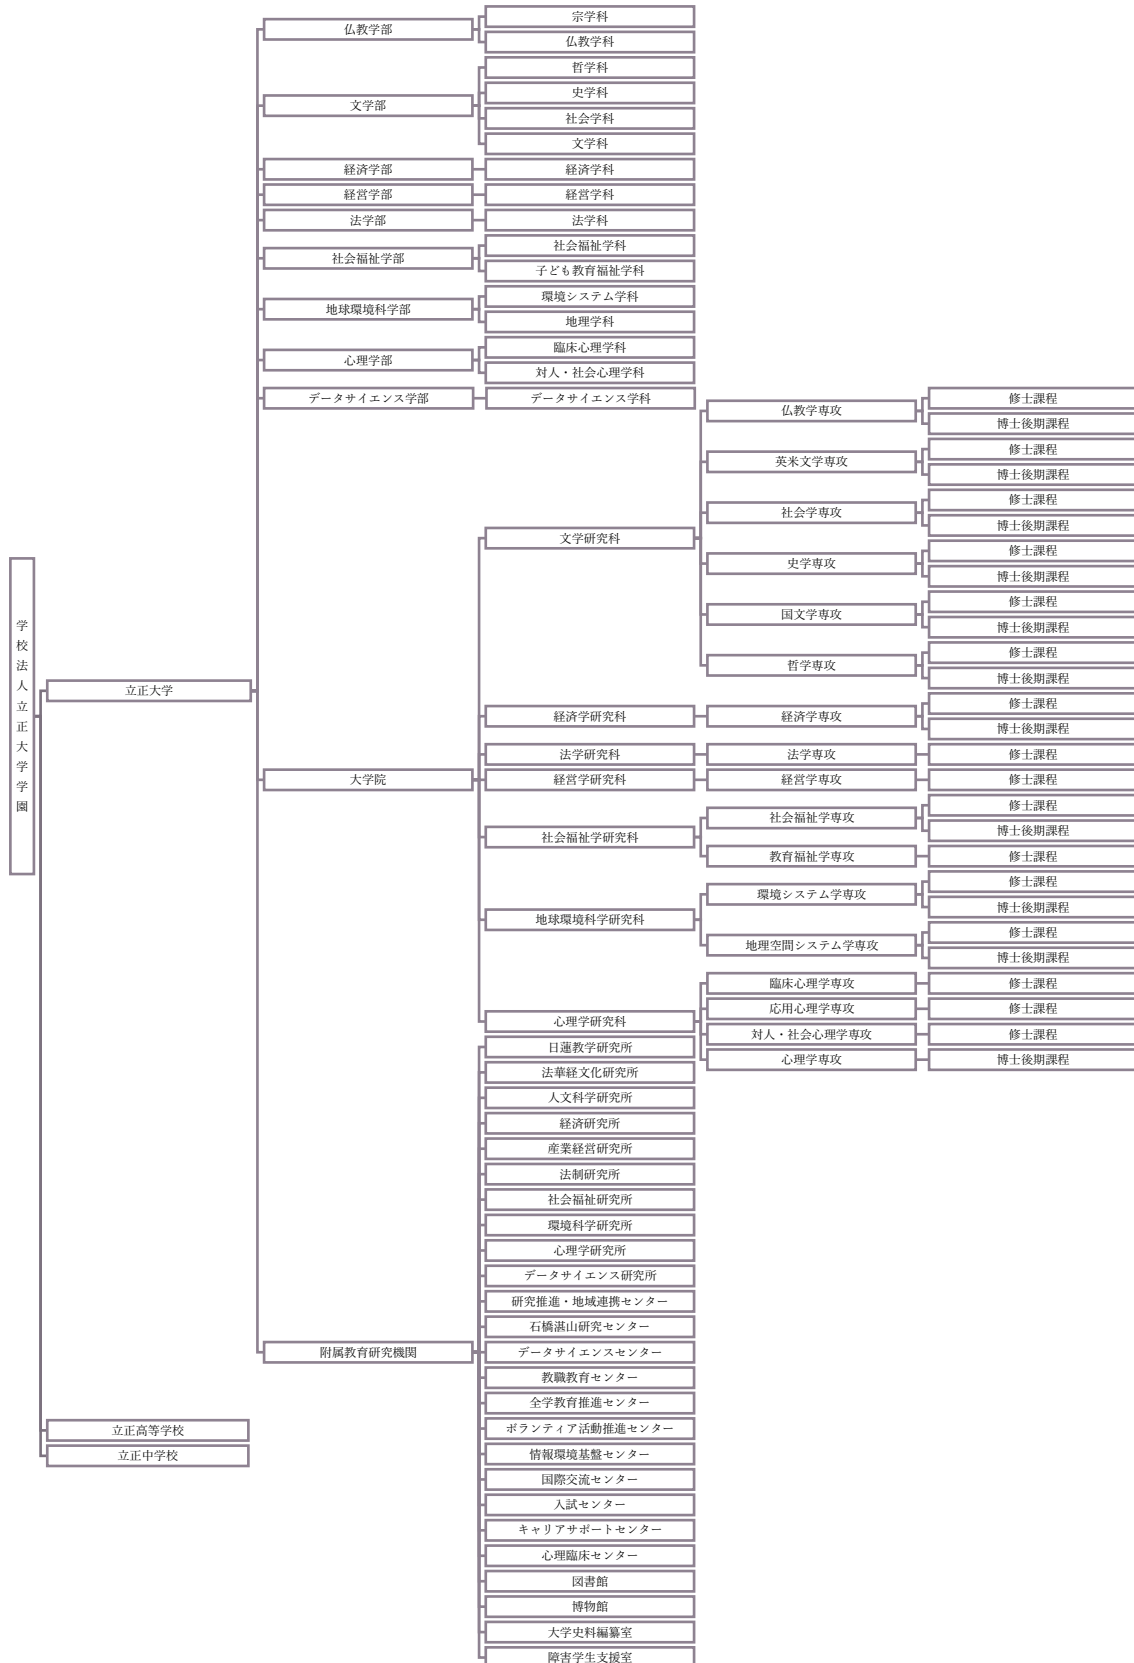 学校法人立正大学学園
立正大学
仏教学部
宗学科
仏教学科
文学部
哲学科
史学科
社会学科
文学科
経済学部
経済学科
経営学部
経営学科
法学部
法学科
社会福祉学部
社会福祉学科
子ども教育福祉学科
地球環境科学部
環境システム学科
地理学科
心理学部
臨床心理学科
対人・社会心理学科
データサイエンス学部
データサイエンス学科
大学院
文学研究科
仏教学専攻
修士課程
博士後期課程
英米文学専攻
修士課程
博士後期課程
社会学専攻
修士課程
博士後期課程
史学専攻
修士課程
博士後期課程
国文学専攻
修士課程
博士後期課程
哲学専攻
修士課程
博士後期課程
経済学研究科
経済学専攻
修士課程
博士後期課程
法学研究科
法学専攻
修士課程
経営学研究科
経営学専攻
修士課程
社会福祉学研究科
社会福祉学専攻
修士課程
博士後期課程
教育福祉学専攻
修士課程
地球環境科学研究科
環境システム学専攻
修士課程
博士後期課程
地理空間システム学専攻
修士課程
博士後期課程
心理学研究科
臨床心理学専攻
修士課程
応用心理学専攻
修士課程
対人・社会心理学専攻
修士課程
心理学専攻
博士後期課程
附属教育研究機関
日蓮教学研究所
法華経文化研究所
人文科学研究所
経済研究所
産業経営研究所
法制研究所
社会福祉研究所
環境科学研究所
心理学研究所
データサイエンス研究所
研究推進・地域連携センター
石橋湛山研究センター
データサイエンスセンター
教職教育センター
全学教育推進センター
ボランティア活動推進センター
情報環境基盤センター
国際交流センター
入試センター
キャリアサポートセンター
心理臨床センター
図書館
博物館
大学史料編纂室
障害学生支援室
立正高等学校
立正中学校